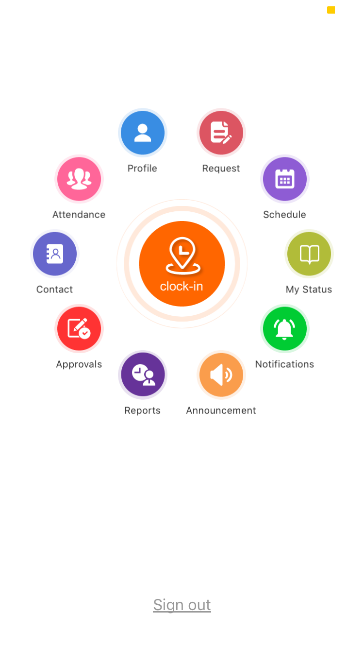 Profile
Request
Attendance
Schedule
clock-in
Contact
My Status
Approvals
Notifications
Reports
Announcement
Sign out